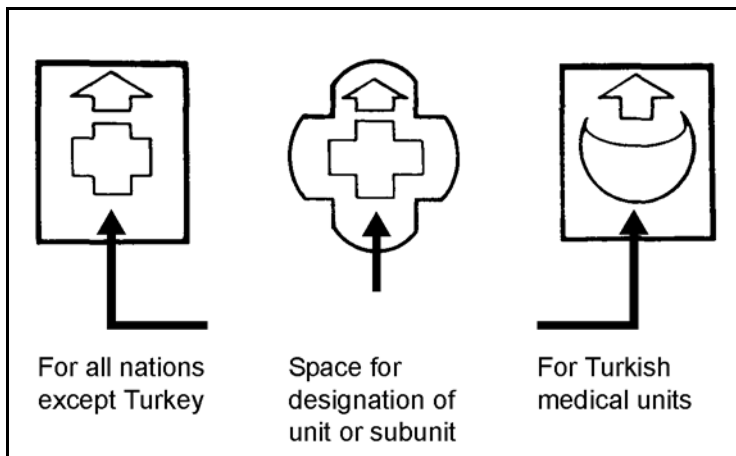 For all nations
except Turkey
Space for
designation of
unit or subunit
For Turkish
medical units